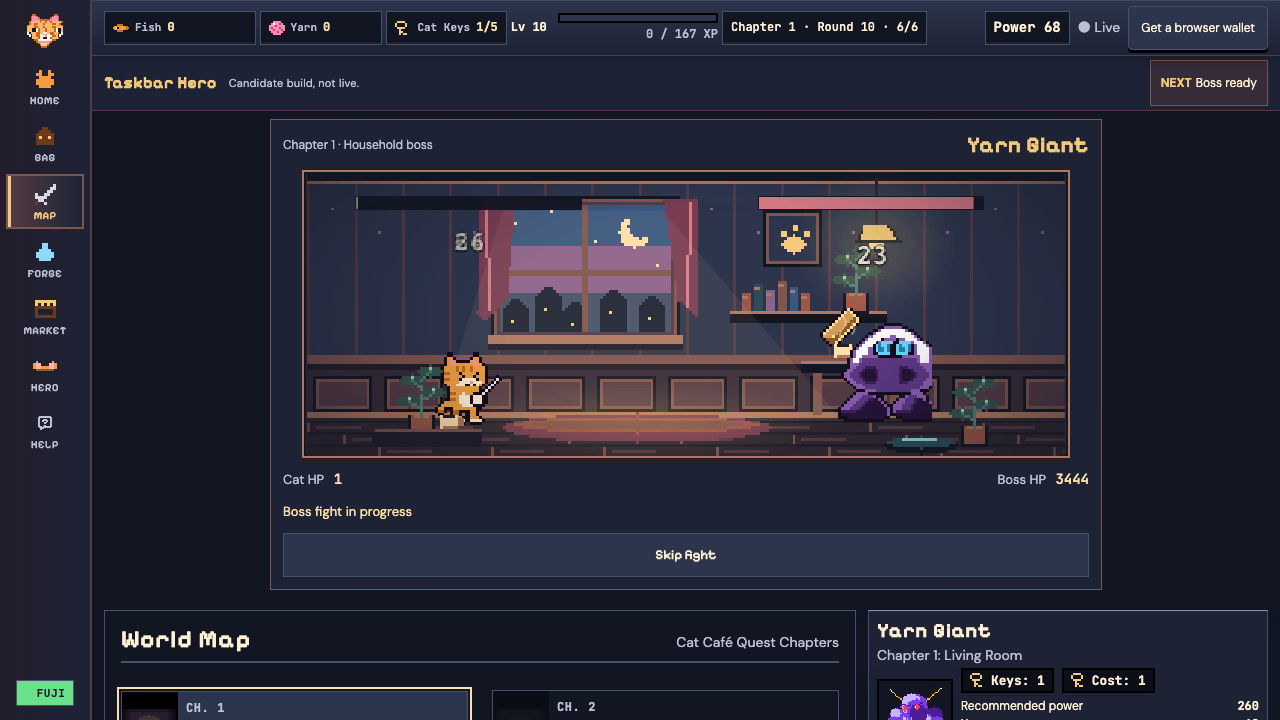 Fish 0
Yarn 0
Cat Keys 1/5
Lv 10
0 / 167 XP
Chapter 1 · Round 10 · 6/6
Power 68
Live
Get a browser wallet
Taskbar Hero
Candidate build, not live.
NEXT Boss ready
HOME
BAG
MAP
FORGE
MARKET
HERO
HELP
FUJI
Chapter 1 · Household boss
Yarn Giant
26
23
Cat HP 1
Boss HP 3444
Boss fight in progress
Skip fight
World Map
Cat Café Quest Chapters
CH. 1
CH. 2
Yarn Giant
Chapter 1: Living Room
Keys: 1
Cost: 1
Recommended power
260